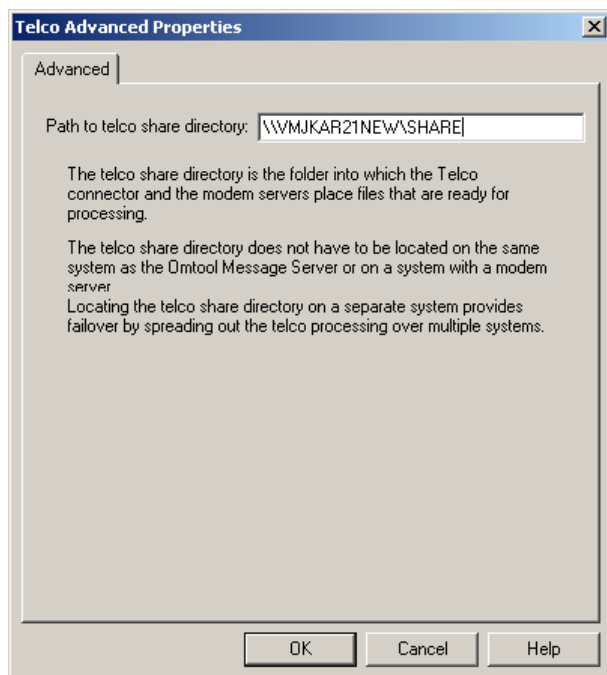 Telco Advanced Properties
Advanced
Path to telco share directory: \\VMJKAR21NEW\SHARE
The telco share directory is the folder into which the Telco
connector and the modem servers place files that are ready for
processing.
The telco share directory does not have to be located on the same
system as the Omtool Message Server or on a system with a modem
server
Locating the telco share directory on a separate system provides
failover by spreading out the telco processing over multiple systems.
OK Cancel Help